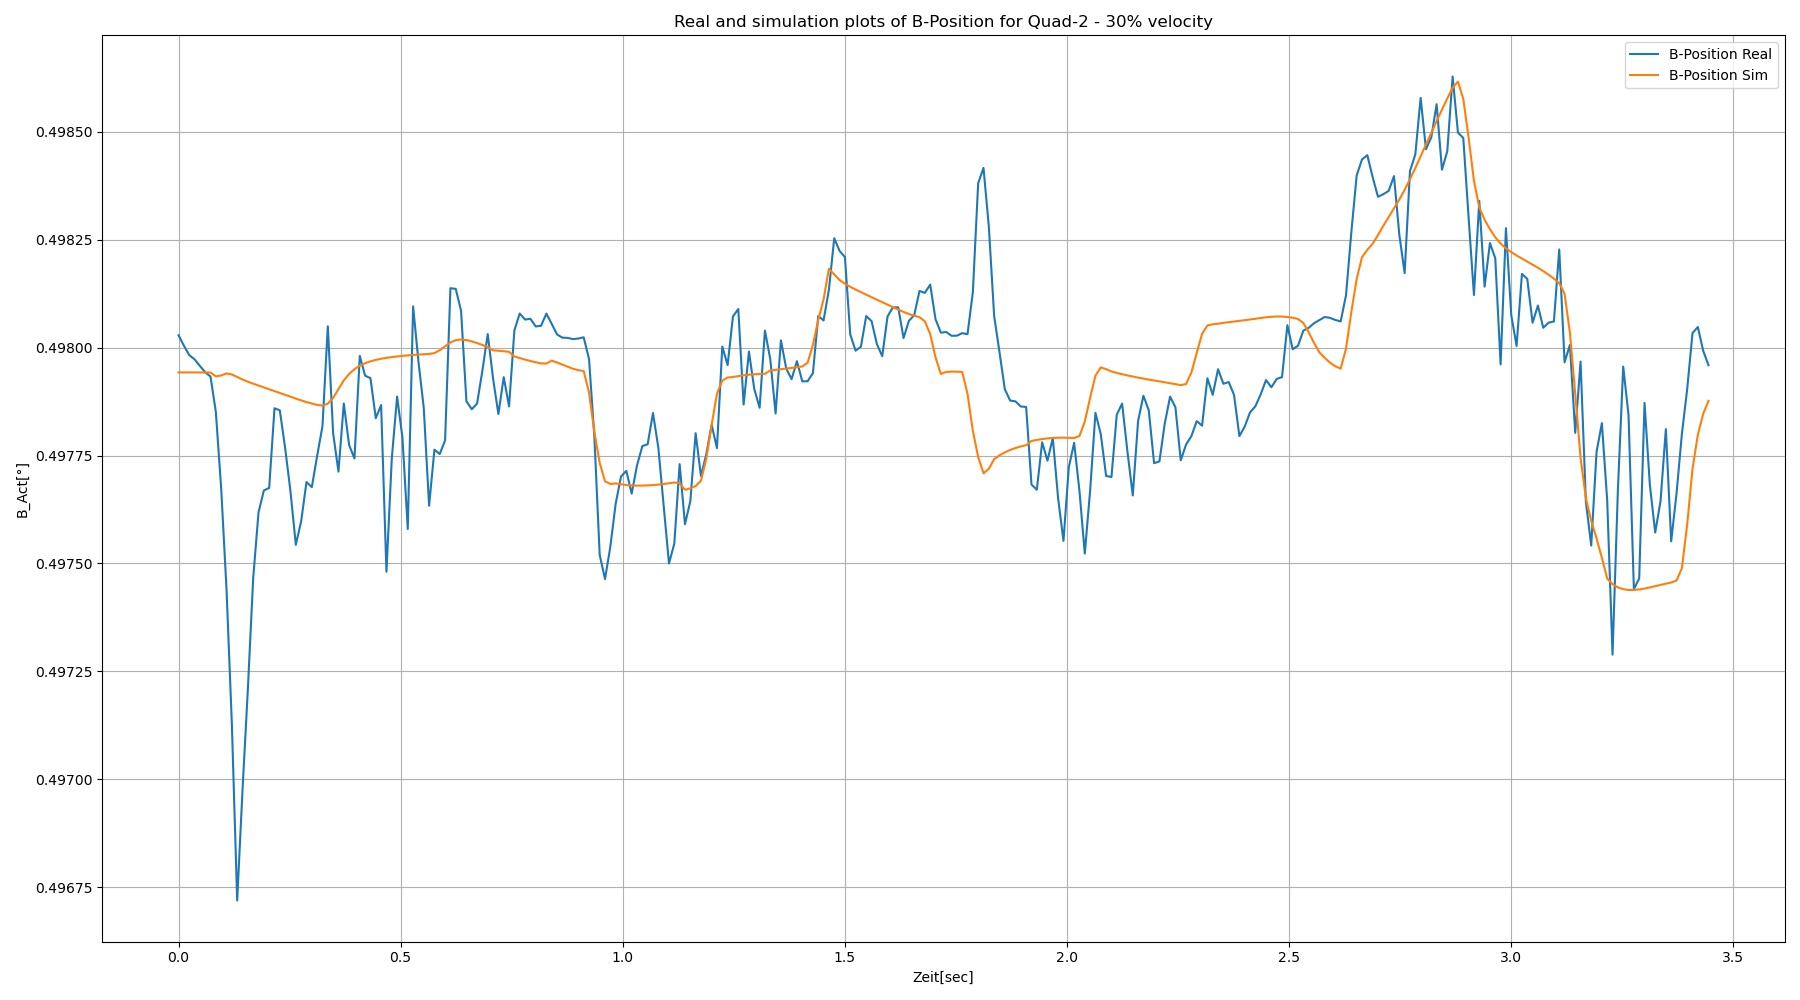 Real and simulation plots of B-Position for Quad-2 - 30% velocity
B-Position Real
B-Position Sim
0.49850
0.49825
0.49800
0.49775
0.49750
0.49725
0.49700
0.49675
B_Act[°]
0.0 0.5 1.0 1.5 2.0 2.5 3.0 3.5
Zeit[sec]